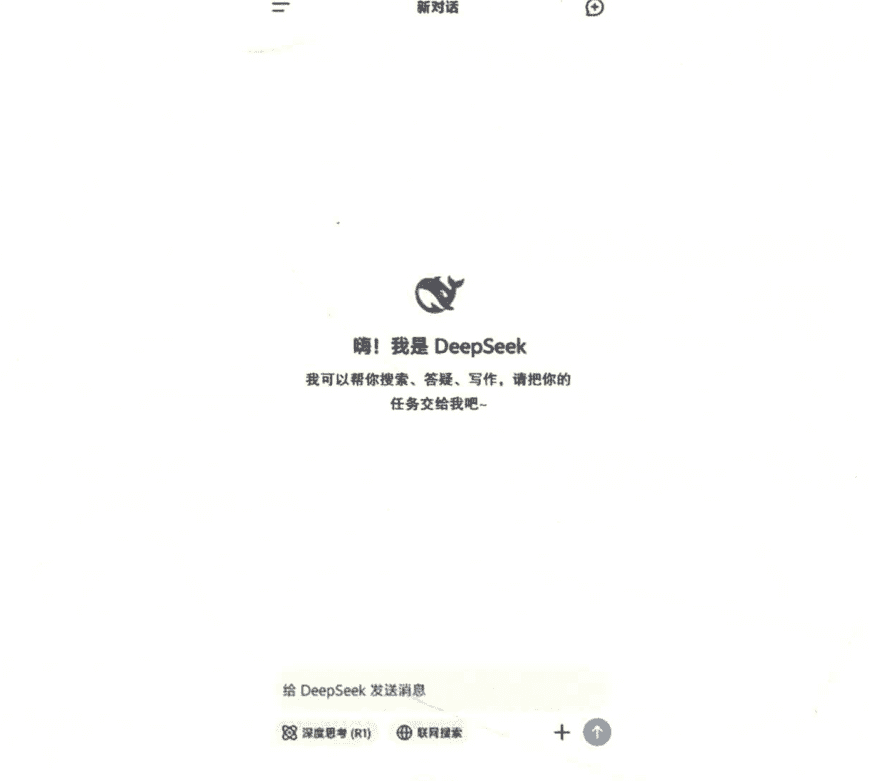 新对话
嗨！我是 DeepSeek
我可以帮你搜索、答疑、写作，请把你的
任务交给我吧~
给 DeepSeek 发送消息
深度思考 (R1) 联网搜索